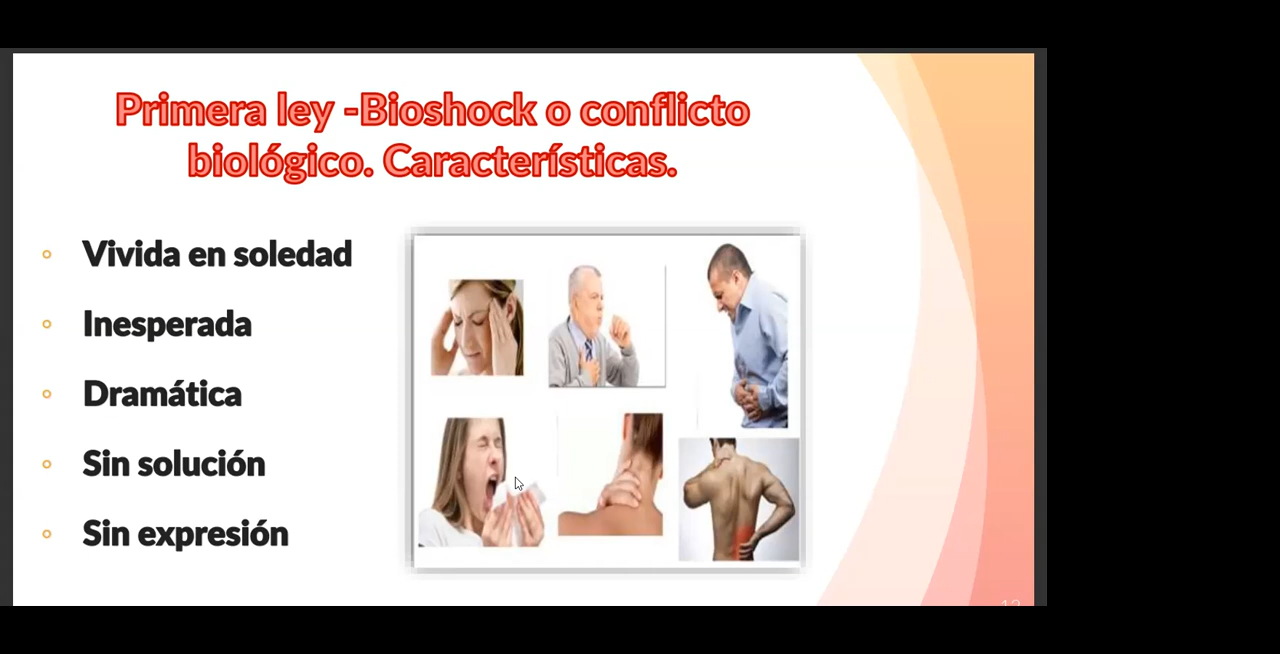 Primera ley -Bioshock o conflicto
biológico. Características.
Vivida en soledad
Inesperada
Dramática
Sin solución
Sin expresión